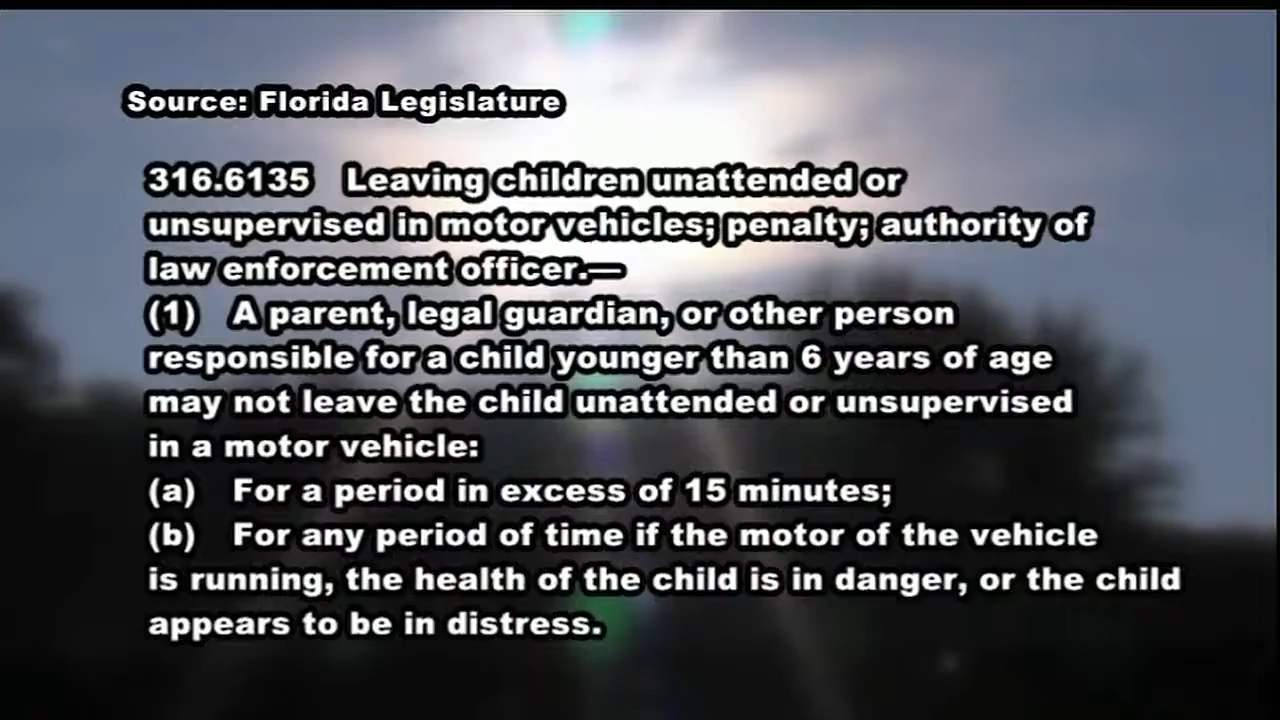 Source: Florida Legislature
316.6135 Leaving children unattended or
unsupervised in motor vehicles; penalty; authority of
law enforcement officer.—
(1) A parent, legal guardian, or other person
responsible for a child younger than 6 years of age
may not leave the child unattended or unsupervised
in a motor vehicle:
(a) For a period in excess of 15 minutes;
(b) For any period of time if the motor of the vehicle
is running, the health of the child is in danger, or the child
appears to be in distress.